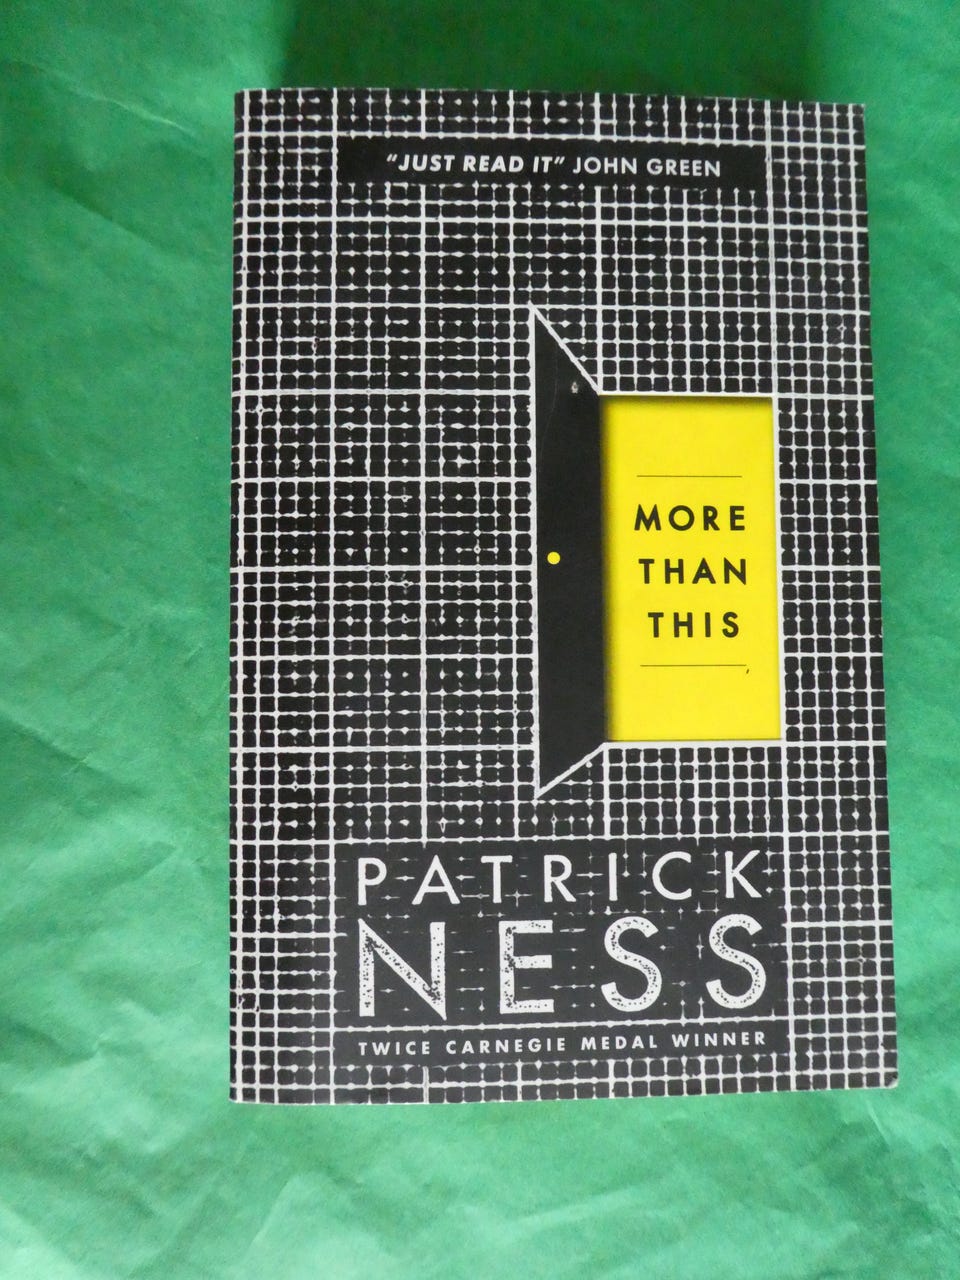 “JUST READ IT” JOHN GREEN
MORE
THAN
THIS
PATRICK
NESS
TWICE CARNEGIE MEDAL WINNER